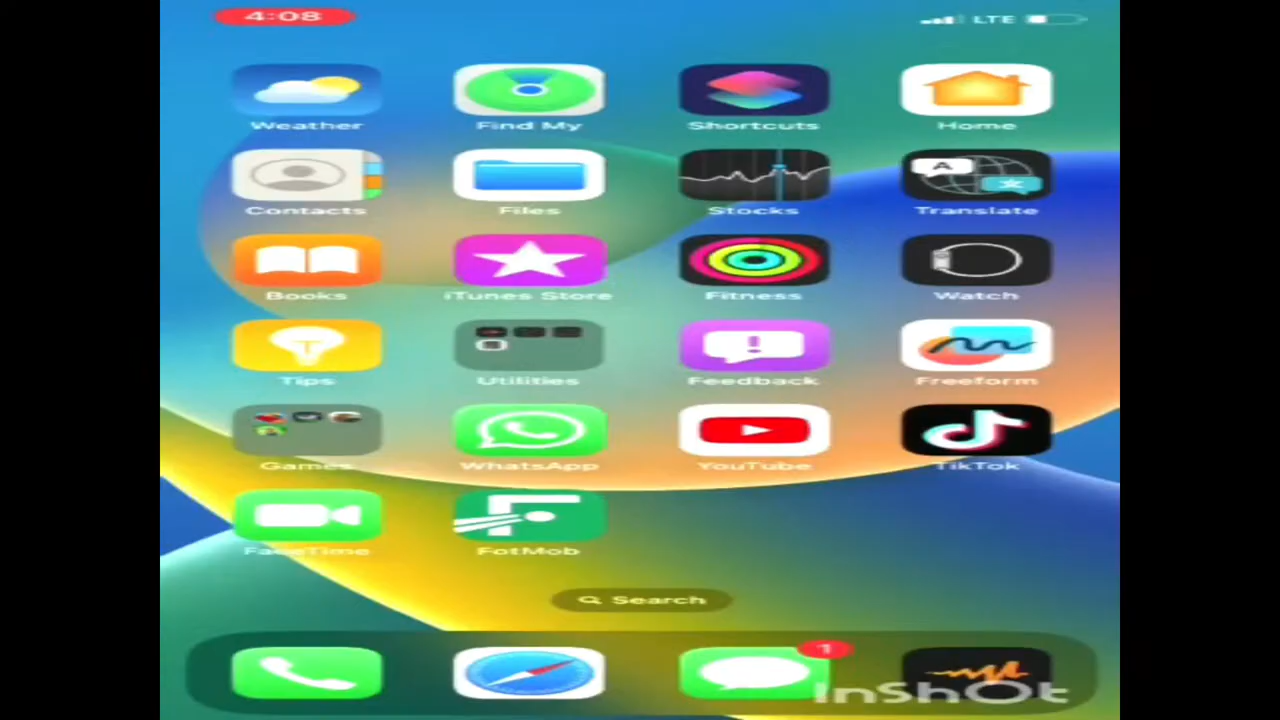 4:08 LTE
Weather Find My Shortcuts Home
Contacts Files Stocks Translate
Books iTunes Store Fitness Watch
Tips Utilities Feedback Freeform
Games WhatsApp YouTube TikTok
FaceTime FotMob
Search
1
InShOt